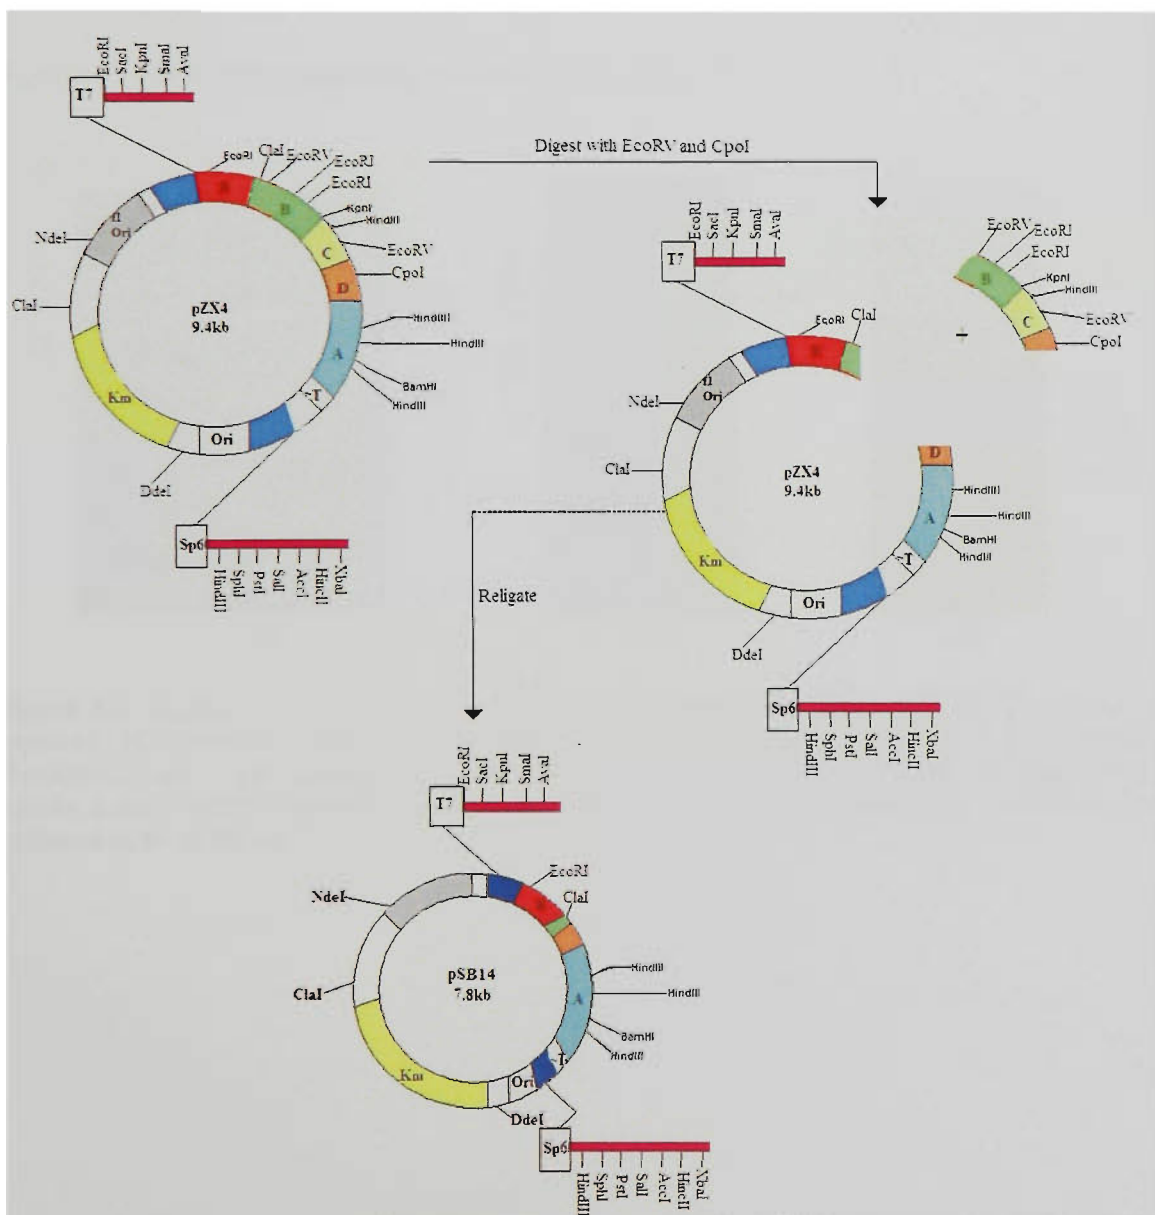 EcoRI
SacI
KpnI
SmaI
AvaI
T7
EcoRI
ClaI
EcoRV
EcoRI
EcoRI
KpnI
HindIII
EcoRV
CpoI
HindIII
HindIII
BamHI
HindIII
NdeI
ClaI
DdeI
f1
Ori
B
C
D
A
T
Km
Ori
pZX4
9.4kb
Sp6
HindIII
SphI
PstI
SalI
AccI
HincII
XbaI
Digest with EcoRV and CpoI
EcoRI
SacI
KpnI
SmaI
AvaI
T7
EcoRI
ClaI
EcoRV
EcoRI
EcoRI
KpnI
HindIII
EcoRV
CpoI
B
C
+
NdeI
ClaI
DdeI
f1
Ori
D
A
T
Km
Ori
pZX4
9.4kb
HindIII
HindIII
BamHI
HindIII
Sp6
HindIII
SphI
PstI
SalI
AccI
HincII
XbaI
Religate
EcoRI
SacI
KpnI
SmaI
AvaI
T7
EcoRI
ClaI
NdeI
ClaI
DdeI
pSB14
7.8kb
HindIII
HindIII
BamHI
HindIII
A
T
Km
Ori
Sp6
HindIII
SphI
PstI
SalI
AccI
HincII
XbaI